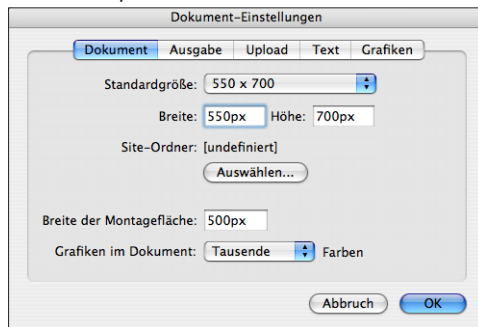 Dokument-Einstellungen
Dokument Ausgabe Upload Text Grafiken
Standardgröße: 550 x 700
Breite: 550px Höhe: 700px
Site-Ordner: [undefiniert]
Auswählen...
Breite der Montagefläche: 500px
Grafiken im Dokument: Tausende Farben
Abbruch OK